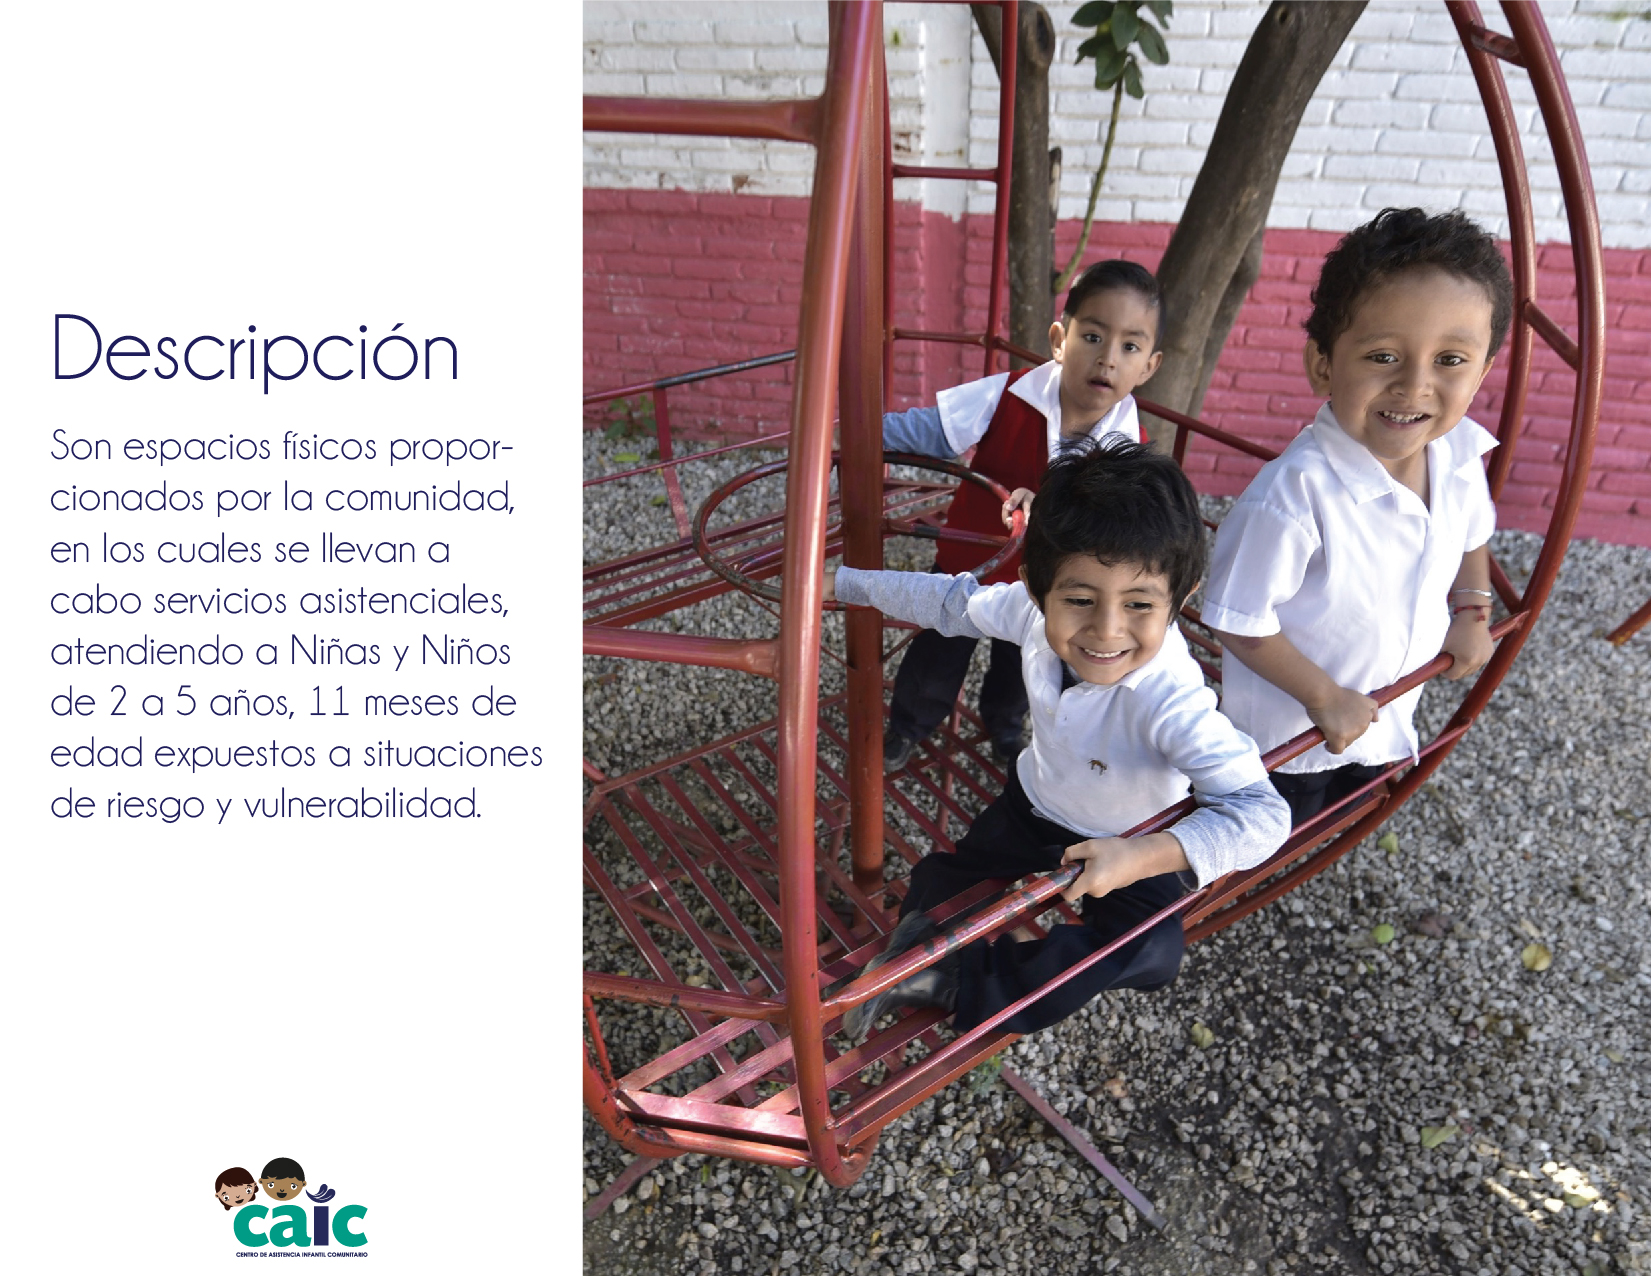 Descripción
Son espacios físicos propor-
cionados por la comunidad,
en los cuales se llevan a
cabo servicios asistenciales,
atendiendo a Niñas y Niños
de 2 a 5 años, 11 meses de
edad expuestos a situaciones
de riesgo y vulnerabilidad.
caic
CENTRO DE ASISTENCIA INFANTIL COMUNITARIO